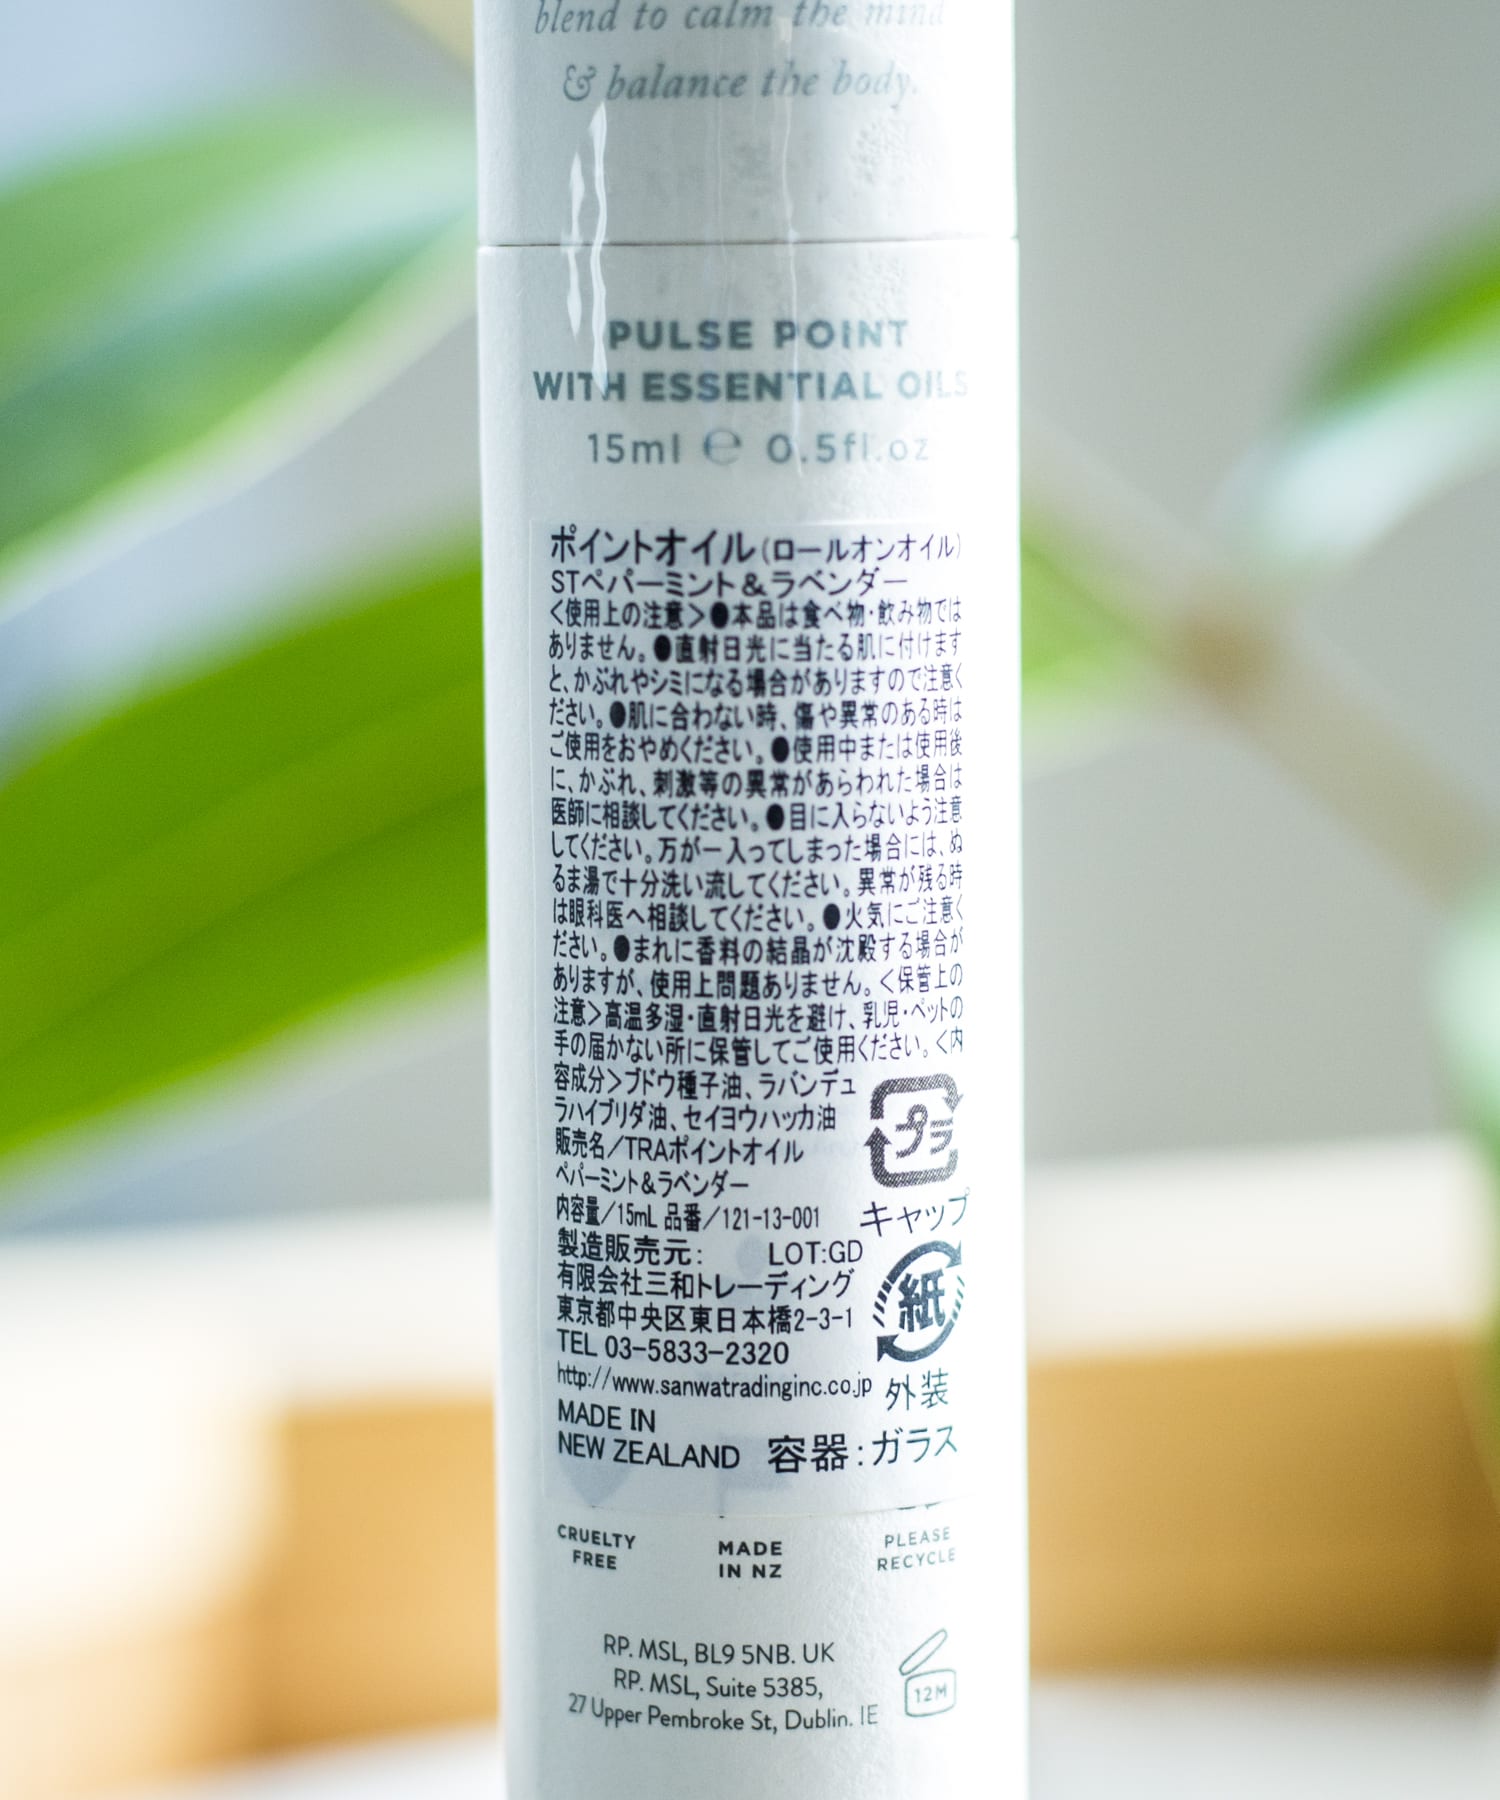 blend to calm the mind
& balance the body.
PULSE POINT
WITH ESSENTIAL OILS
15ml ℮ 0.5fl.oz
ポイントオイル(ロールオンオイル)
STペパーミント&ラベンダー
<使用上の注意>●本品は食べ物・飲み物では
ありません。●直射日光に当たる肌に付けます
と、かぶれやシミになる場合がありますので注意く
ださい。●肌に合わない時、傷や異常のある時は
ご使用をおやめください。●使用中または使用後
に、かぶれ、刺激等の異常があらわれた場合は
医師に相談してください。●目に入らないよう注意
してください。万が一入ってしまった場合には、ぬ
るま湯で十分洗い流してください。異常が残る時
は眼科医へ相談してください。●火気にご注意く
ださい。●まれに香料の結晶が沈殿する場合が
ありますが、使用上問題ありません。<保管上の
注意>高温多湿・直射日光を避け、乳児・ペットの
手の届かない所に保管してご使用ください。<内
容成分>ブドウ種子油、ラバンデュ
ラハイブリダ油、セイヨウハッカ油
販売名/TRAポイントオイル
ペパーミント&ラベンダー
内容量/15mL 品番/121-13-001
プラ
キャップ
製造販売元: LOT:GD
有限会社三和トレーディング
東京都中央区東日本橋2-3-1
TEL 03-5833-2320
http://www.sanwatradinginc.co.jp
紙
外装
MADE IN
NEW ZEALAND 容器:ガラス
CRUELTY
FREE
MADE
IN NZ
PLEASE
RECYCLE
RP. MSL, BL9 5NB. UK
RP. MSL, Suite 5385,
27 Upper Pembroke St, Dublin. IE
12M